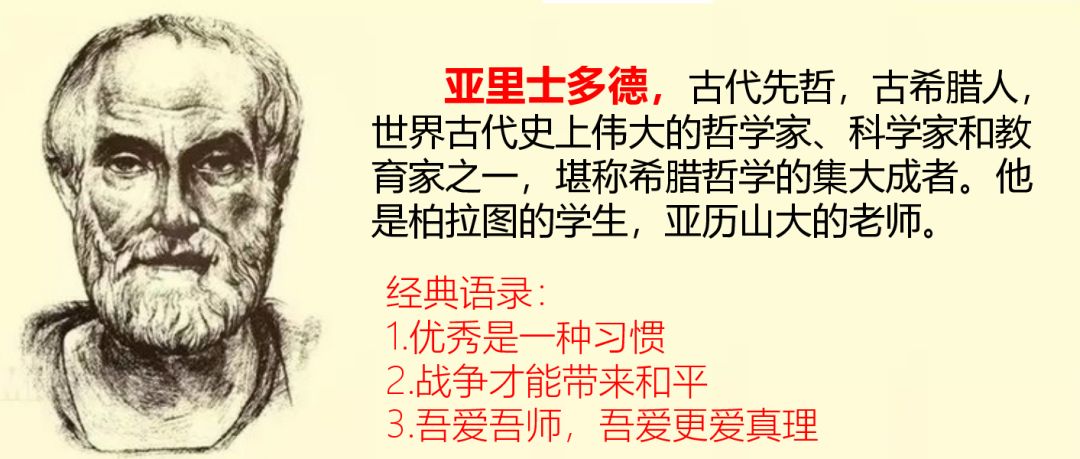 亚里士多德，古代先哲，古希腊人，
世界古代史上伟大的哲学家、科学家和教
育家之一，堪称希腊哲学的集大成者。他
是柏拉图的学生，亚历山大的老师。
经典语录：
1.优秀是一种习惯
2.战争才能带来和平
3.吾爱吾师，吾爱更爱真理